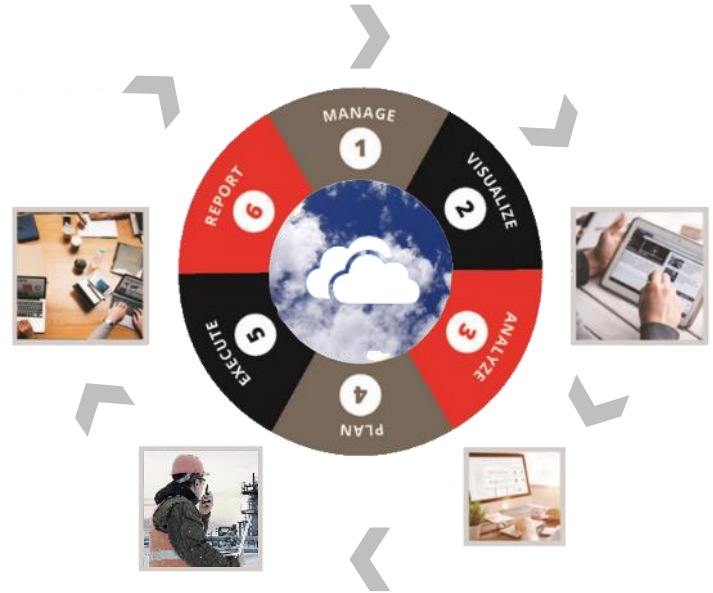 MANAGE
1
VISUALIZE
2
ANALYZE
3
PLAN
4
EXECUTE
5
REPORT
6